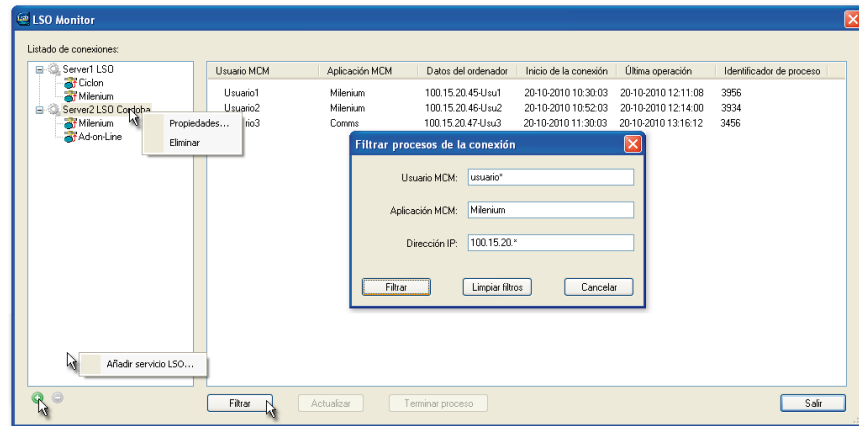 LSO Monitor
Listado de conexiones:
Server1 LSO
Ciclon
Milenium
Server2 LSO Cordoba
Milenium
Ad-on-Line
Propiedades...
Eliminar
Añadir servicio LSO...
Usuario MCM Aplicación MCM Datos del ordenador Inicio de la conexión Última operación Identificador de proceso
Usuario1 Milenium 100.15.20.45-Usu1 20-10-2010 10:30:03 20-10-2010 12:11:08 3956
Usuario2 Milenium 100.15.20.46-Usu2 20-10-2010 10:52:03 20-10-2010 12:14:00 3934
rio3 Comms 100.15.20.47-Usu3 20-10-2010 11:30:03 20-10-2010 13:16:12 3456
Filtrar procesos de la conexión
Usuario MCM: usuario*
Aplicación MCM: Milenium
Dirección IP: 100.15.20.*
Filtrar Limpiar filtros Cancelar
Filtrar Actualizar Terminar proceso Salir